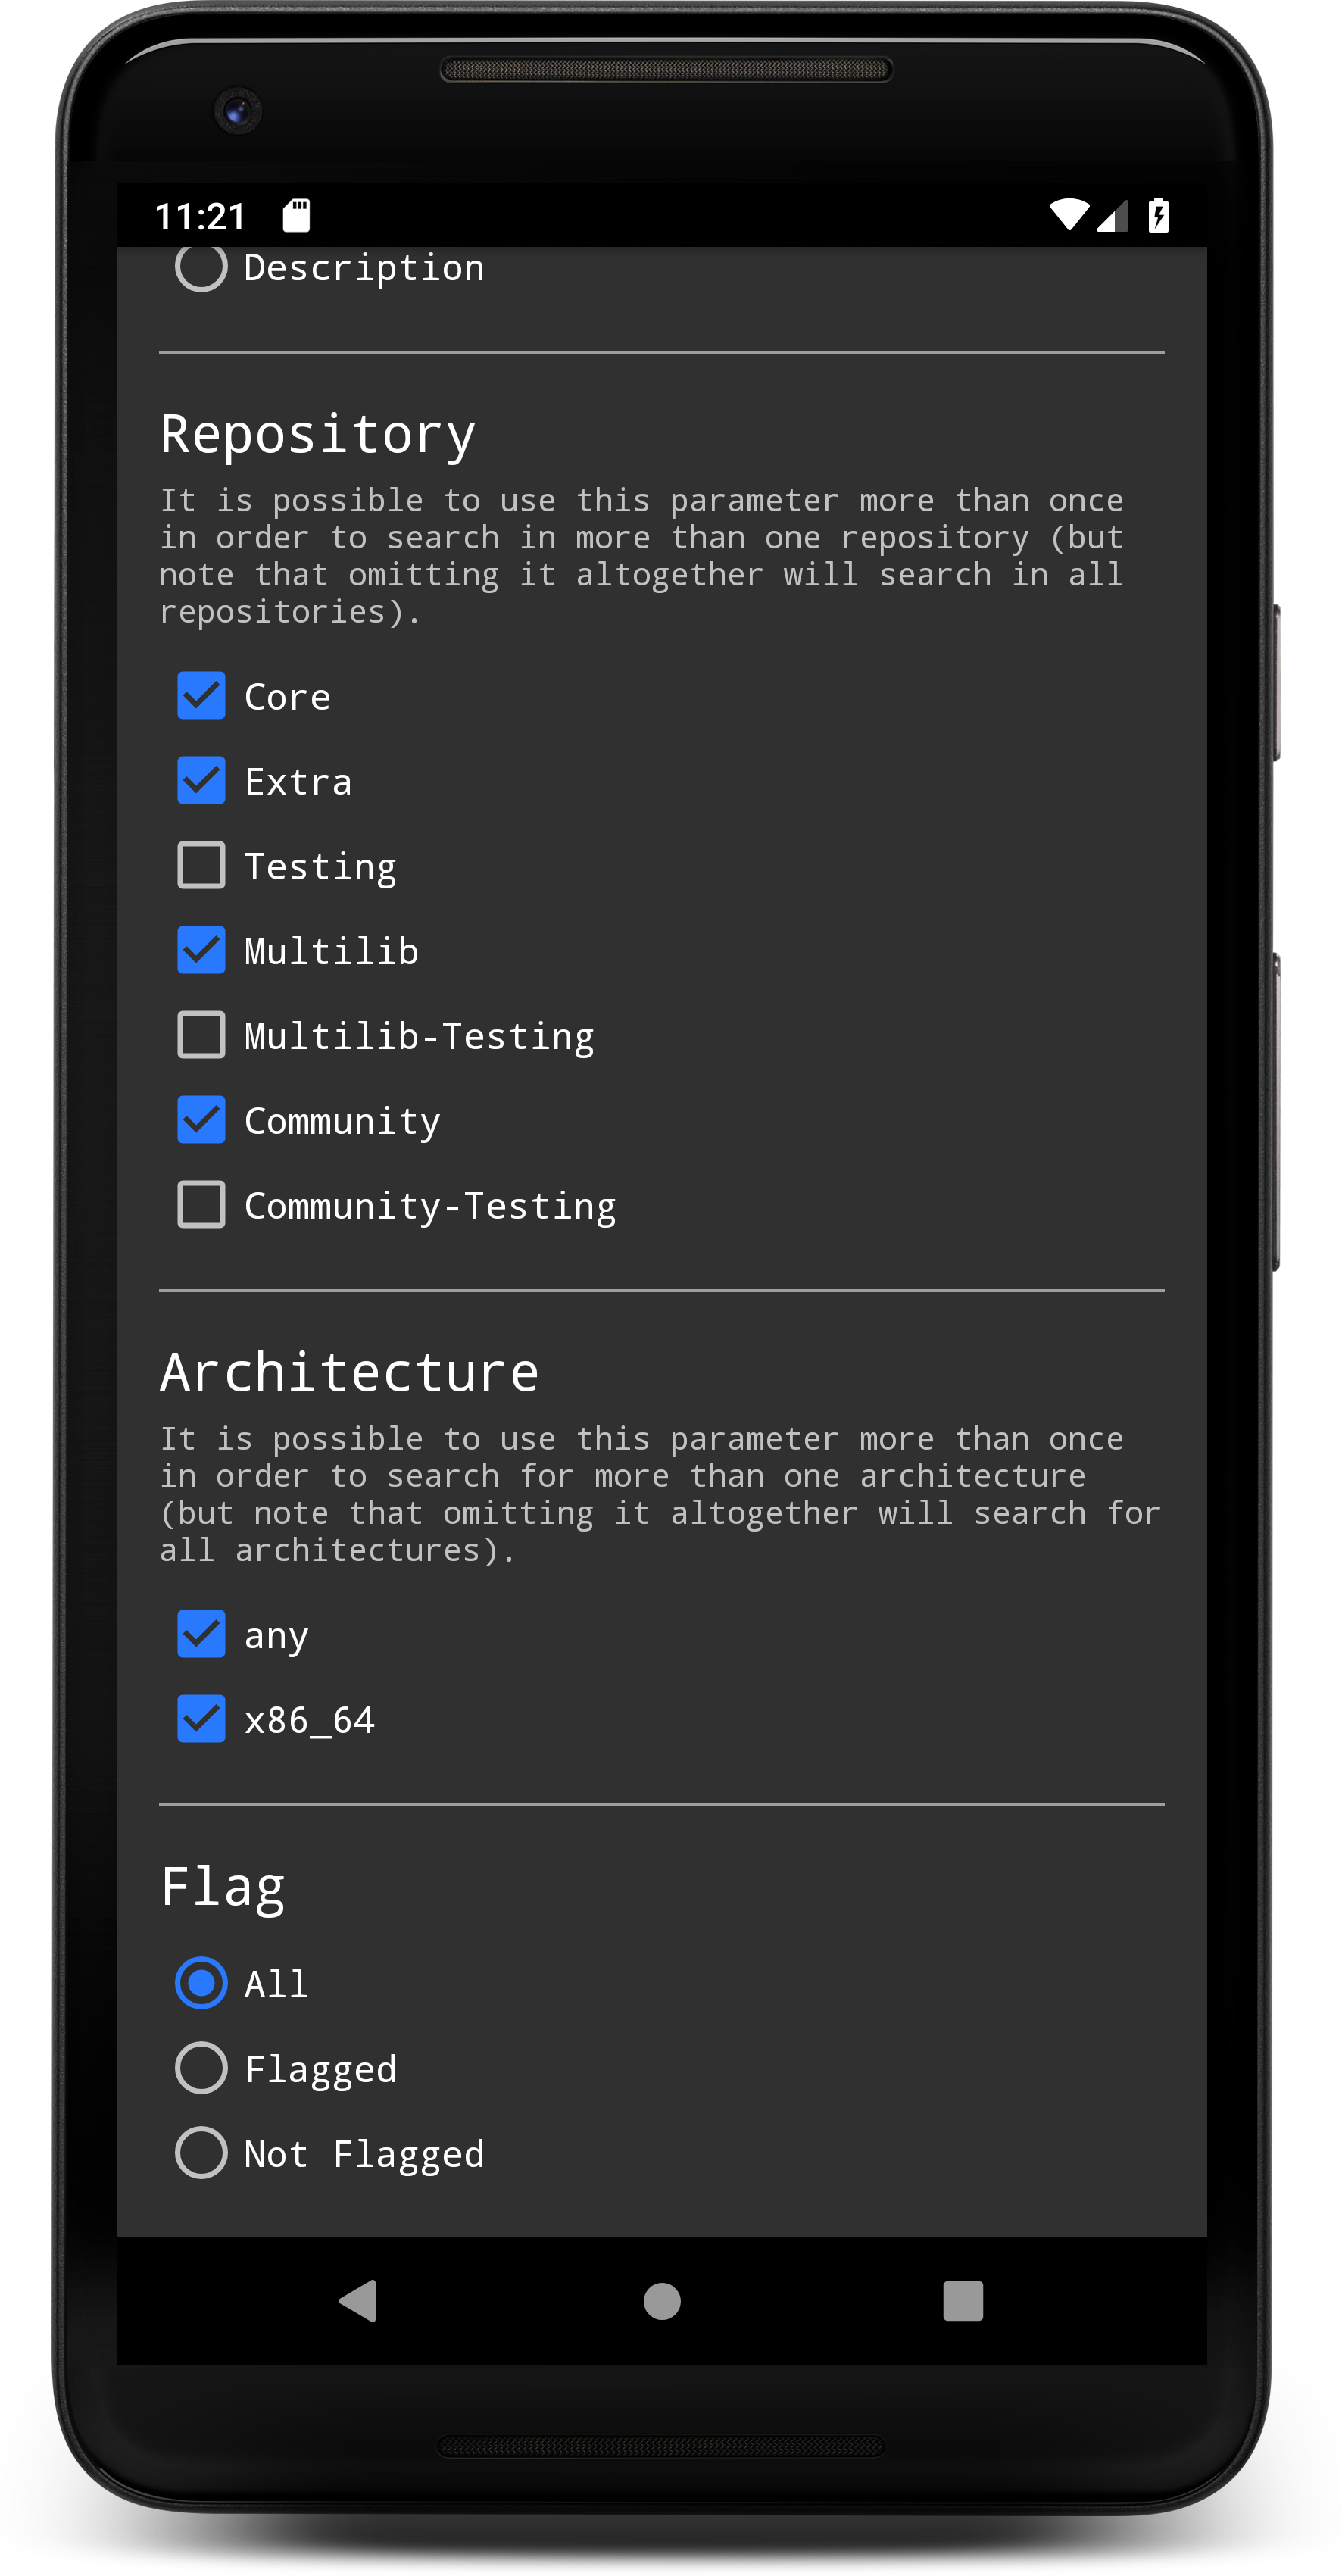 11:21
Description
Repository
It is possible to use this parameter more than once
in order to search in more than one repository (but
note that omitting it altogether will search in all
repositories).
Core
Extra
Testing
Multilib
Multilib-Testing
Community
Community-Testing
Architecture
It is possible to use this parameter more than once
in order to search for more than one architecture
(but note that omitting it altogether will search for
all architectures).
any
x86_64
Flag
All
Flagged
Not Flagged